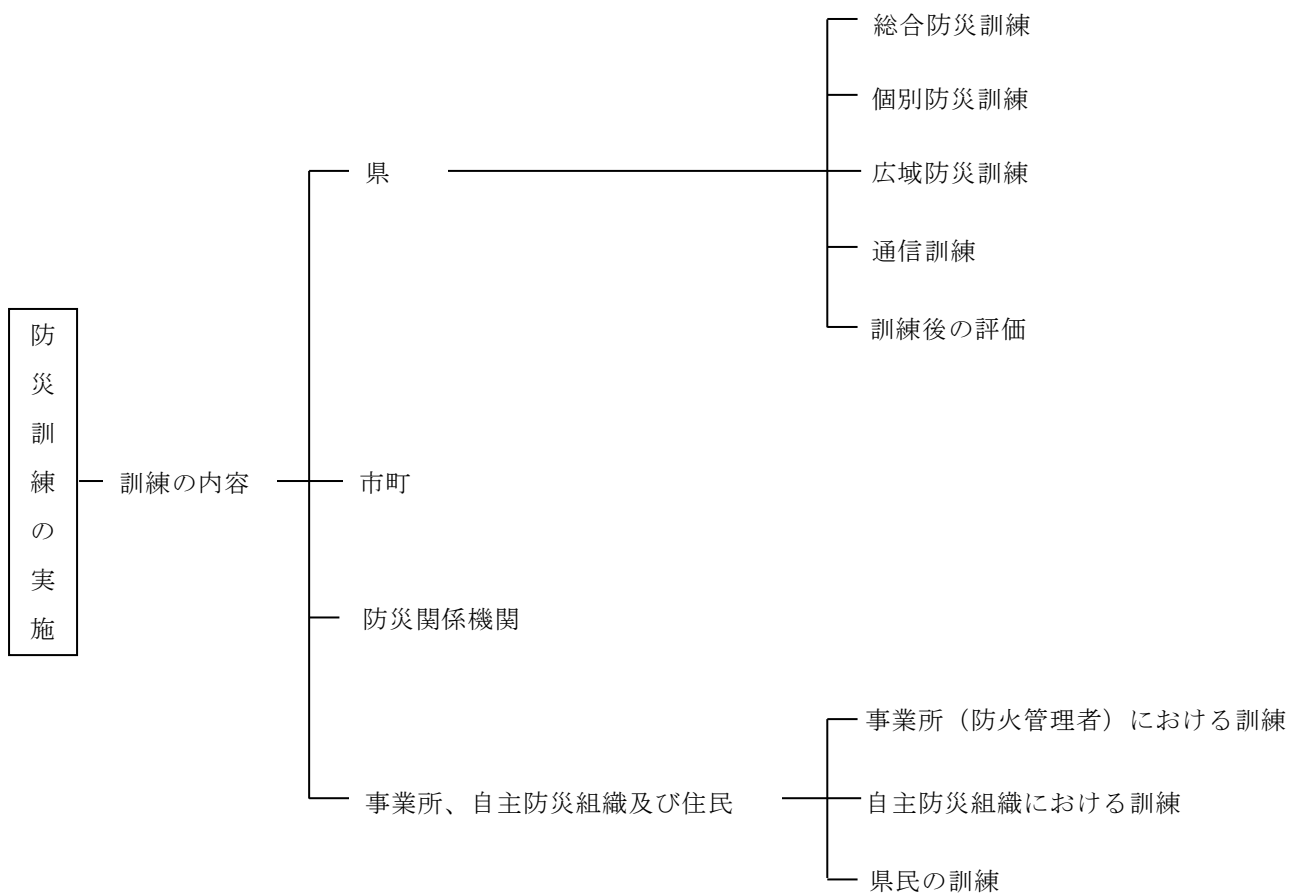 防災訓練の実施
訓練の内容
県
総合防災訓練
個別防災訓練
広域防災訓練
通信訓練
訓練後の評価
市町
防災関係機関
事業所、自主防災組織及び住民
事業所（防火管理者）における訓練
自主防災組織における訓練
県民の訓練